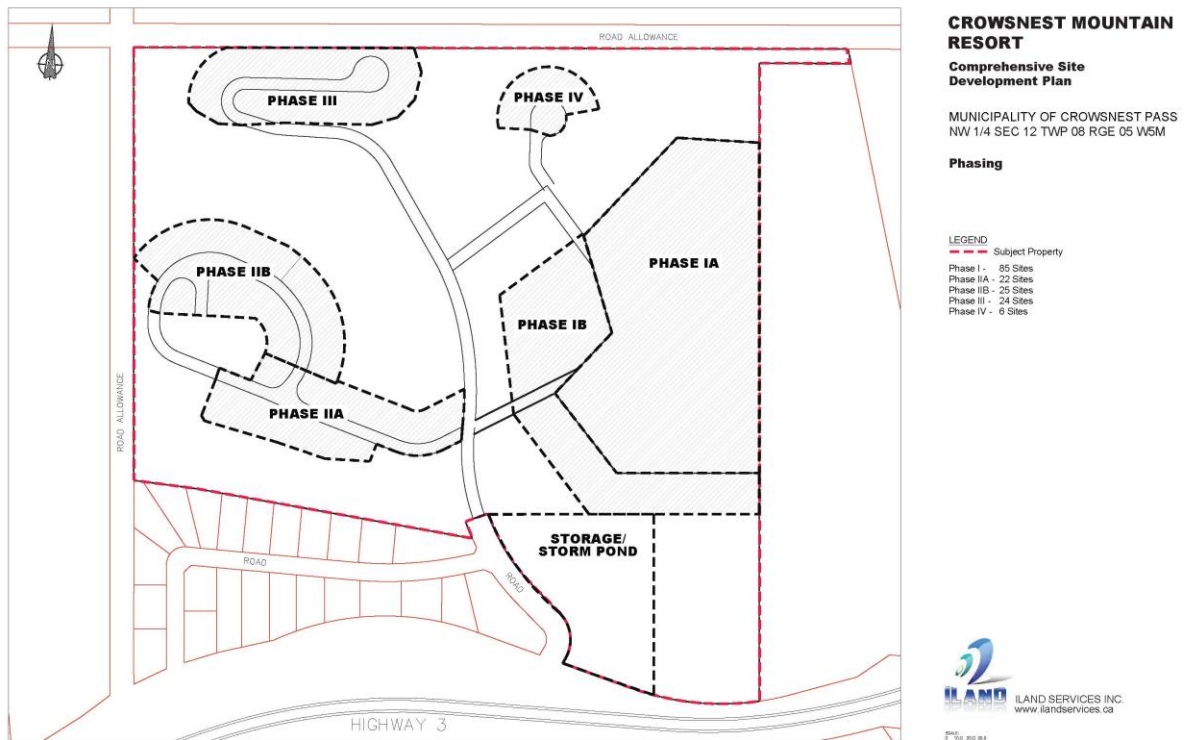 CROWSNEST MOUNTAIN
RESORT
Comprehensive Site
Development Plan
MUNICIPALITY OF CROWSNEST PASS
NW 1/4 SEC 12 TWP 08 RGE 05 W5M
Phasing
LEGEND
Subject Property
Phase I - 85 Sites
Phase IIA - 22 Sites
Phase IIB - 25 Sites
Phase III - 24 Sites
Phase IV - 6 Sites
ROAD ALLOWANCE
PHASE III
PHASE IV
PHASE IIB
PHASE IA
PHASE IB
ROAD ALLOWANCE
PHASE IIA
STORAGE/
STORM POND
ROAD
ROAD
HIGHWAY 3
ILAND
ILAND SERVICES INC.
www.ilandservices.ca